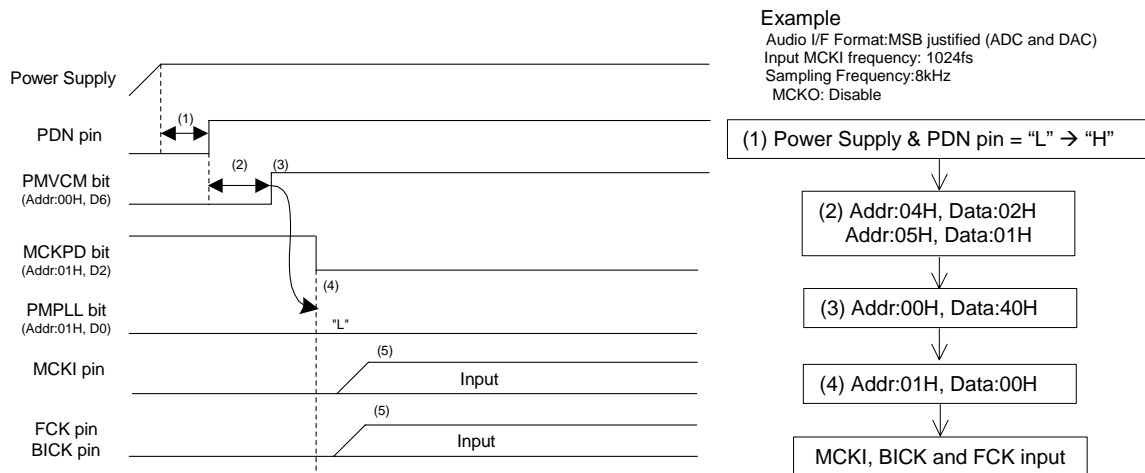 Example
Audio I/F Format:MSB justified (ADC and DAC)
Input MCKI frequency: 1024fs
Sampling Frequency:8kHz
MCKO: Disable
Power Supply
(1)
PDN pin
(2)
(3)
PMVCM bit
(Addr:00H, D6)
MCKPD bit
(Addr:01H, D2)
(4)
PMPLL bit
(Addr:01H, D0)
"L"
(5)
MCKI pin
Input
(5)
FCK pin
BICK pin
Input
(1) Power Supply & PDN pin = “L” → “H”
(2) Addr:04H, Data:02H
Addr:05H, Data:01H
(3) Addr:00H, Data:40H
(4) Addr:01H, Data:00H
MCKI, BICK and FCK input